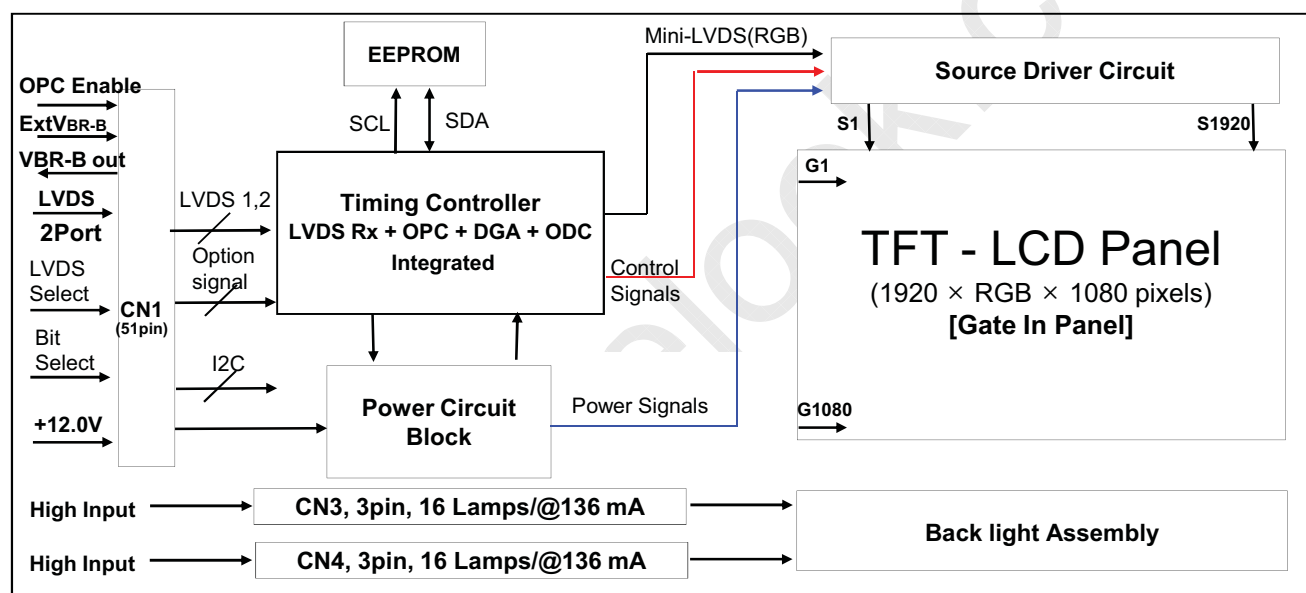 EEPROM
Mini-LVDS(RGB)
Source Driver Circuit
OPC Enable
ExtVBR-B
VBR-B out
LVDS
2Port
LVDS
Select
Bit
Select
+12.0V
CN1
(51pin)
SCL
SDA
LVDS 1,2
Option
signal
I2C
Timing Controller
LVDS Rx + OPC + DGA + ODC
Integrated
Control
Signals
Power Circuit
Block
Power Signals
S1
S1920
G1
TFT - LCD Panel
(1920 × RGB × 1080 pixels)
[Gate In Panel]
G1080
High Input
CN3, 3pin, 16 Lamps/@136 mA
Back light Assembly
High Input
CN4, 3pin, 16 Lamps/@136 mA